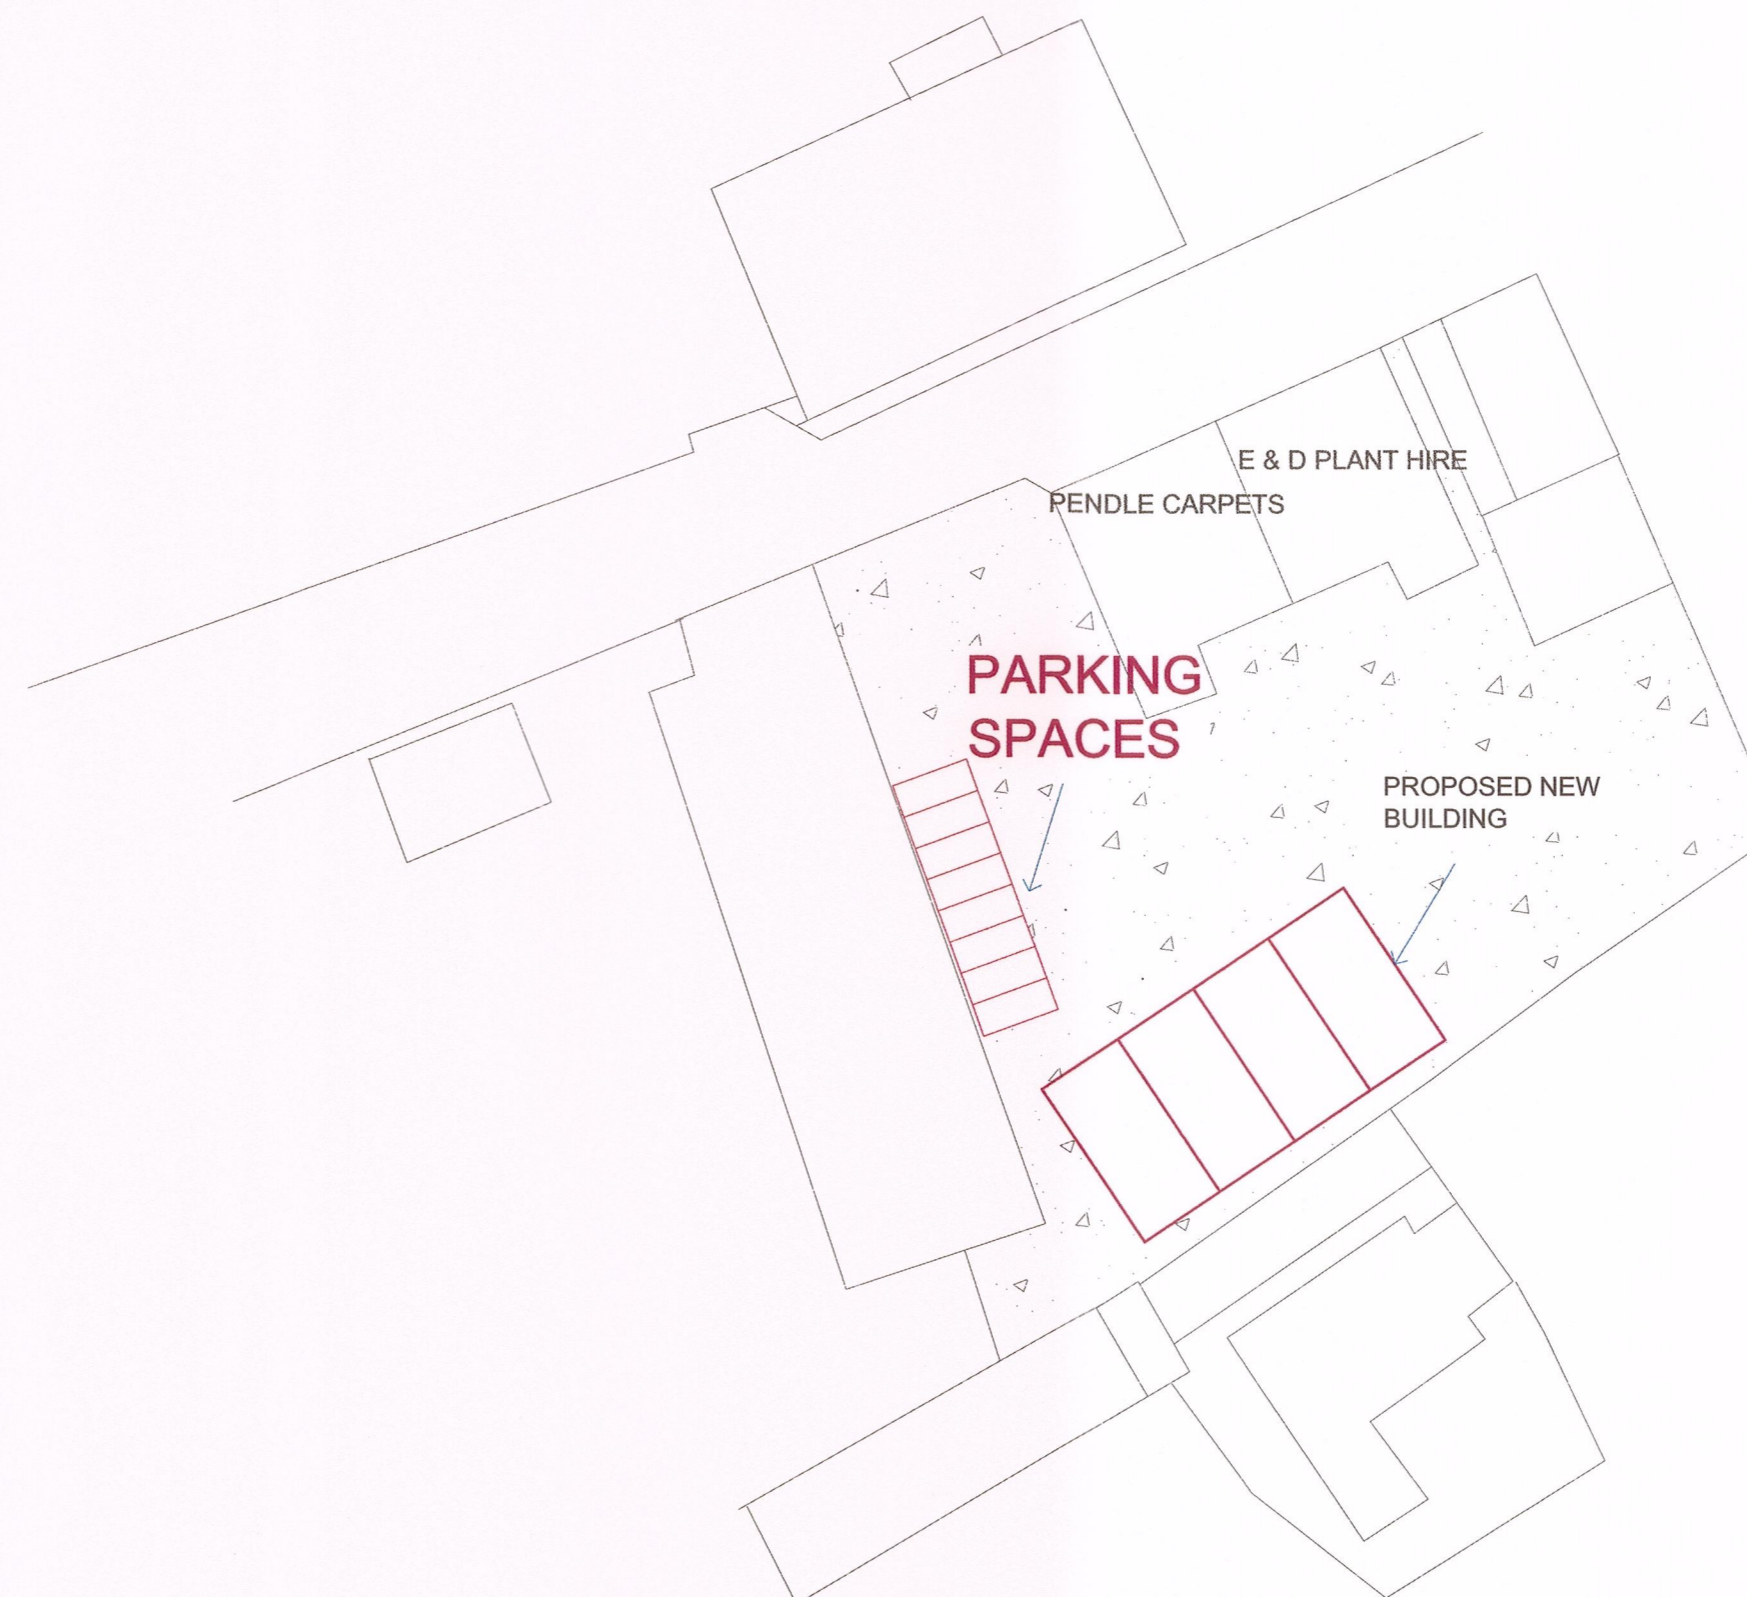 E & D PLANT HIRE
PENDLE CARPETS
PARKING
SPACES
PROPOSED NEW
BUILDING